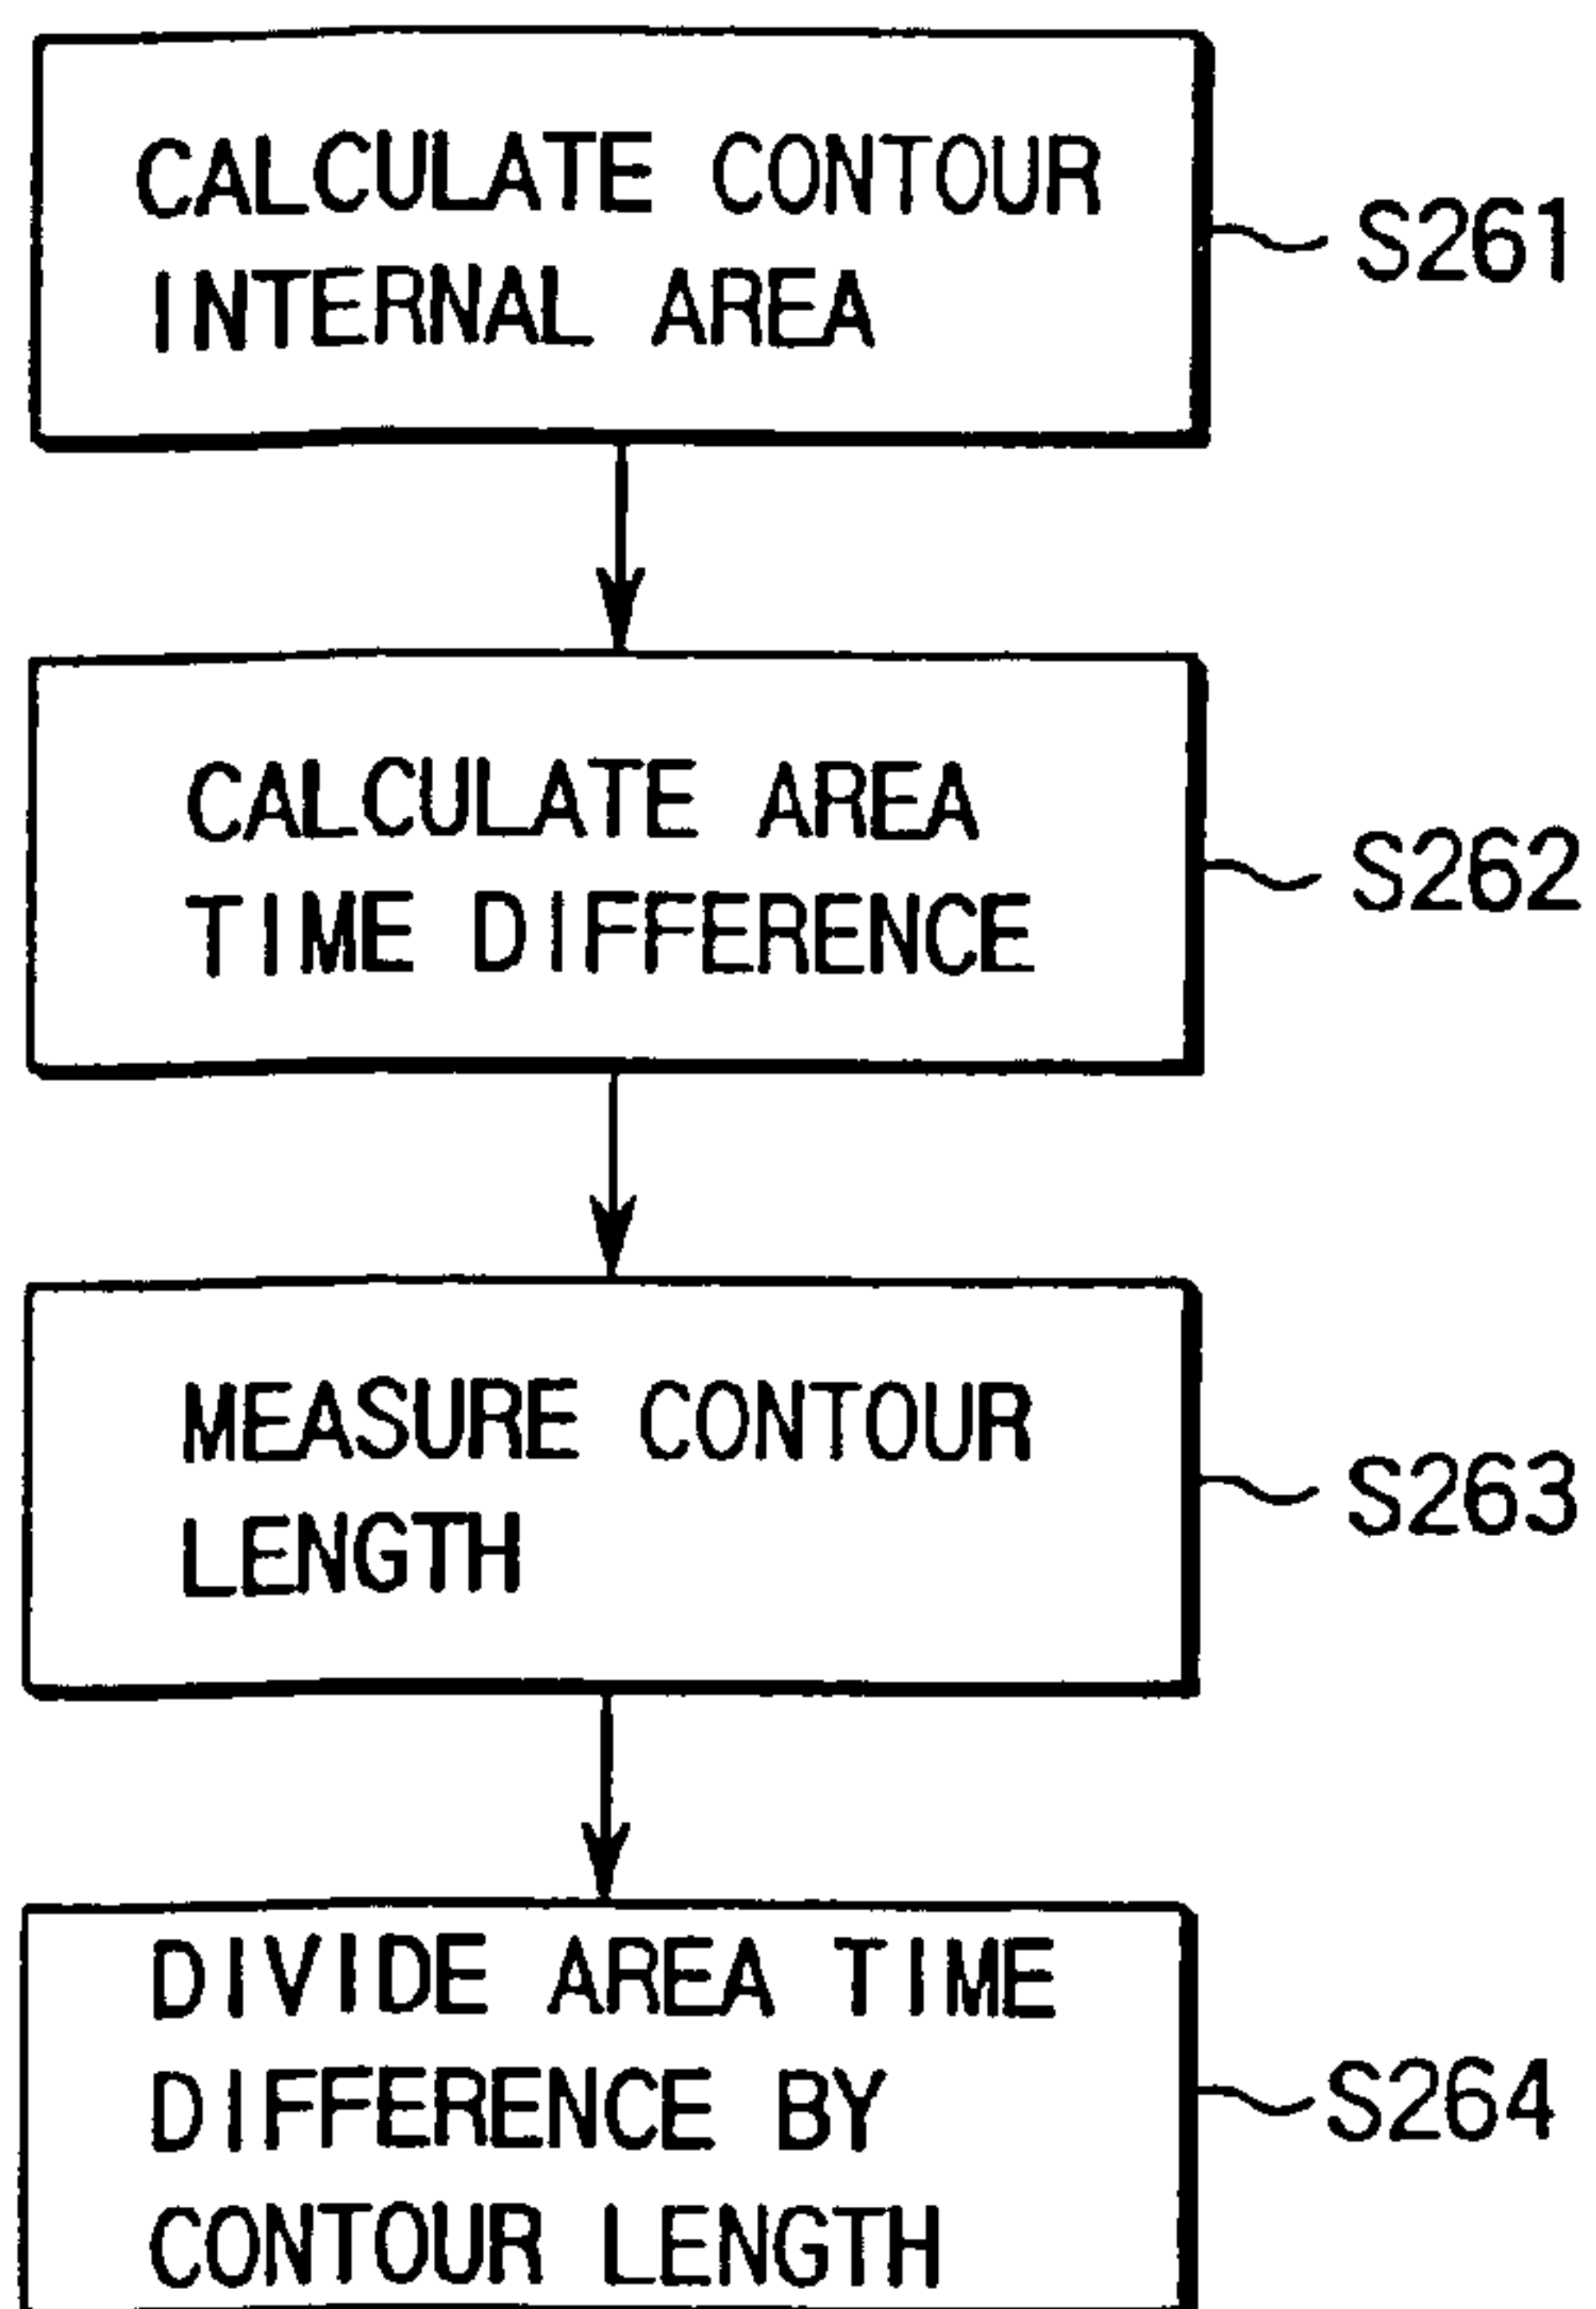 CALCULATE CONTOUR
INTERNAL AREA
S261
CALCULATE AREA
TIME DIFFERENCE
S262
MEASURE CONTOUR
LENGTH
S263
DIVIDE AREA TIME
DIFFERENCE BY
CONTOUR LENGTH
S264